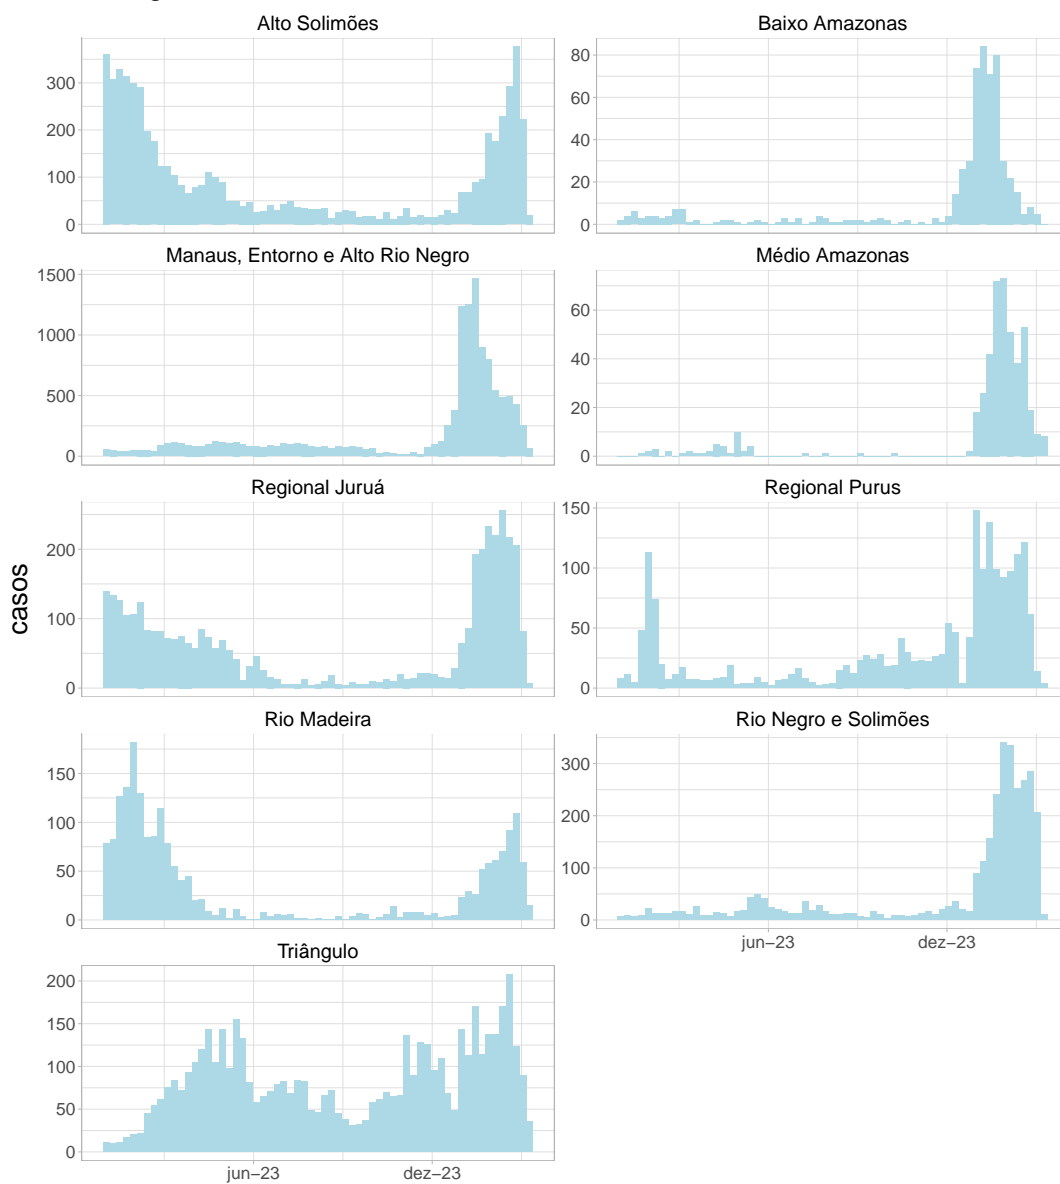 Alto Solimões
Baixo Amazonas
300
200
100
0
80
60
40
20
0
Manaus, Entorno e Alto Rio Negro
Médio Amazonas
1500
1000
500
0
60
40
20
0
Regional Juruá
Regional Purus
200
100
0
150
100
50
0
casos
Rio Madeira
Rio Negro e Solimões
150
100
50
0
300
200
100
0
jun−23
dez−23
Triângulo
200
150
100
50
0
jun−23
dez−23